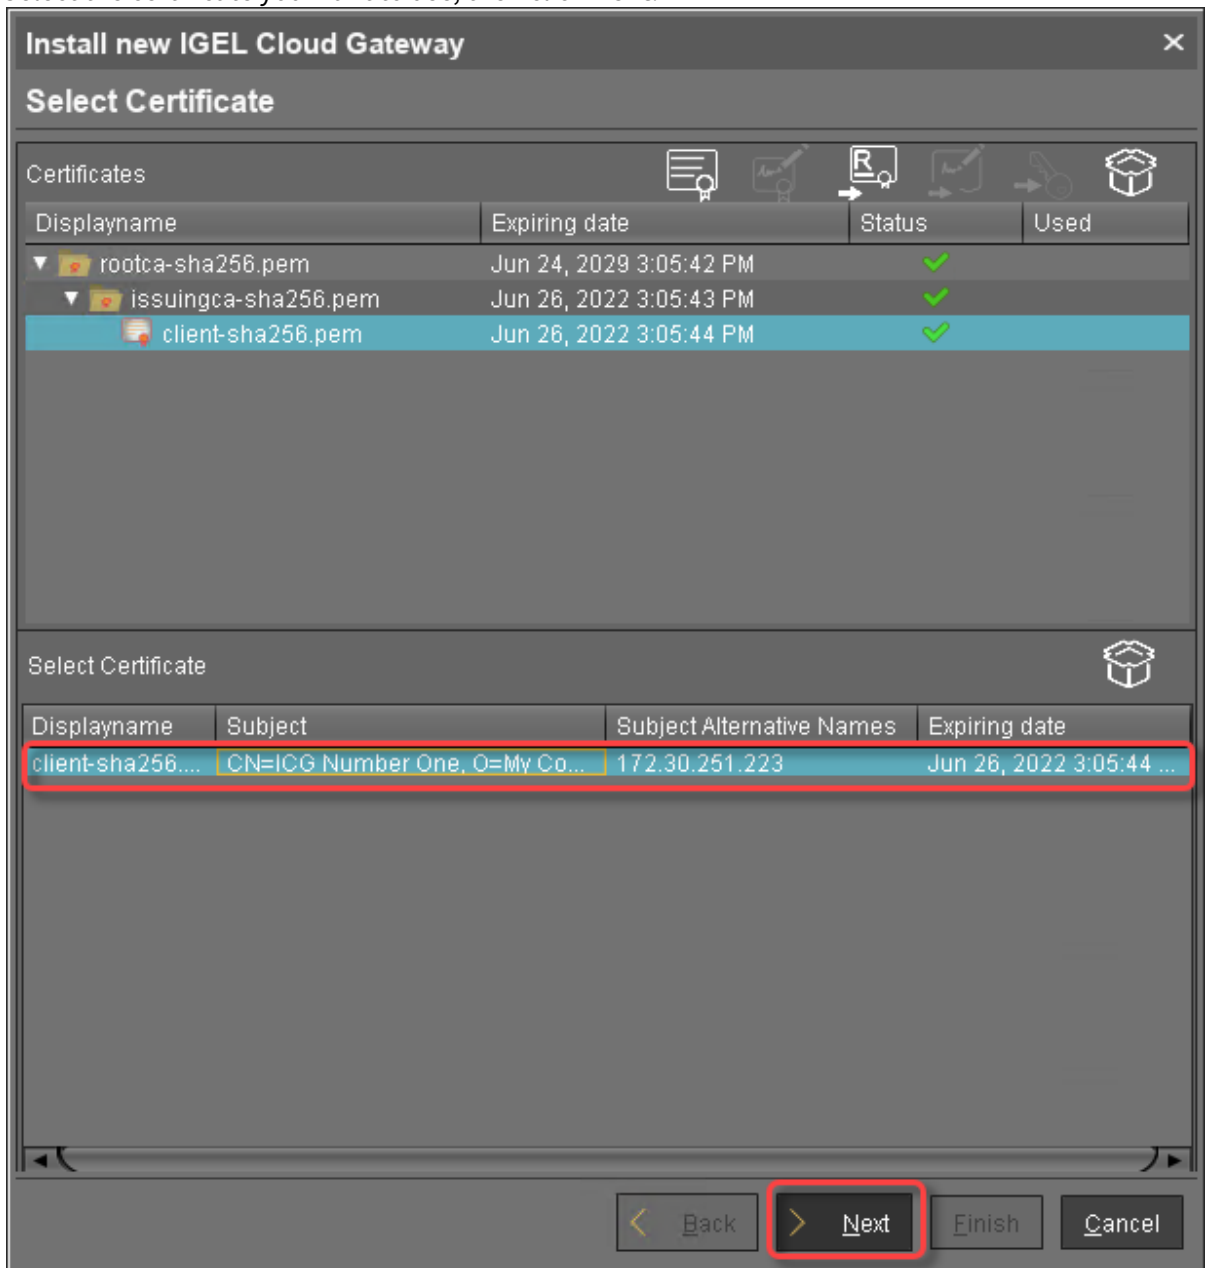 Install new IGEL Cloud Gateway
Select Certificate
Certificates
R
Displayname Expiring date Status Used
rootca-sha256.pem Jun 24, 2029 3:05:42 PM
issuingca-sha256.pem Jun 26, 2022 3:05:43 PM
client-sha256.pem Jun 26, 2022 3:05:44 PM
Select Certificate
Displayname Subject Subject Alternative Names Expiring date
client-sha256.... CN=ICG Number One, O=My Co... 172.30.251.223 Jun 26, 2022 3:05:44 ...
Back Next Finish Cancel